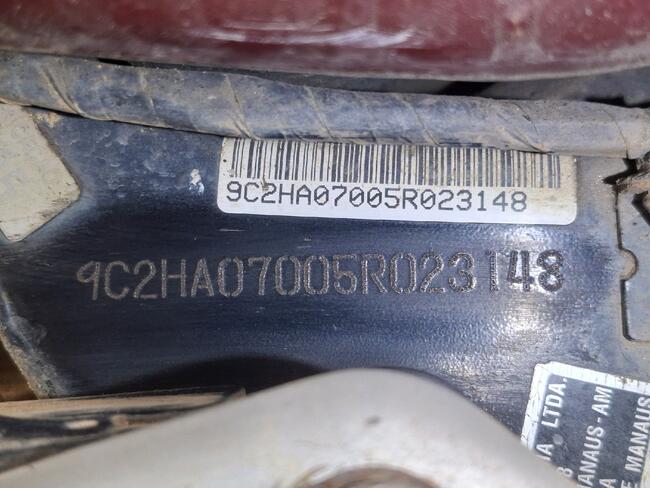 9C2HA07005R023148
9C2HA07005R023148
A LTDA.
MANAUS-AM
A
E MANAUS